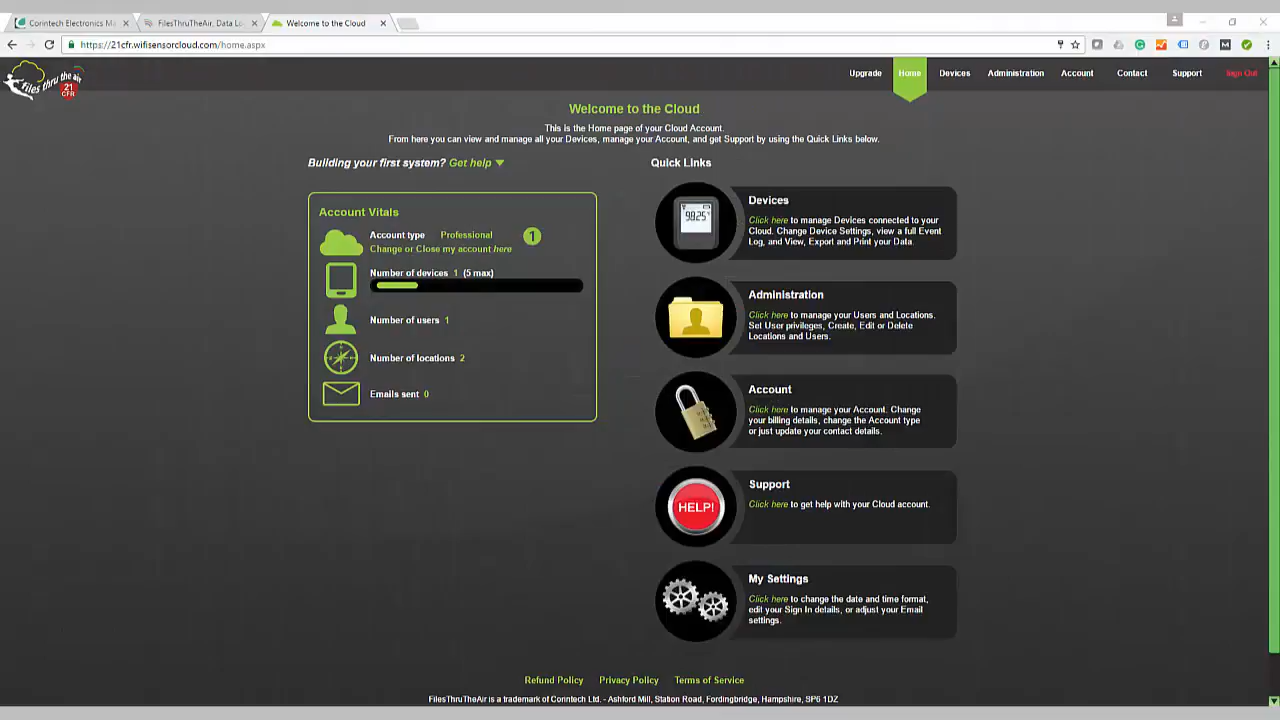 Corintech Electronics Ma
FilesThruTheAir. Data Lo
Welcome to the Cloud
https://21cfr.wifisensorcloud.com/home.aspx
files thru the air
21
CFR
Upgrade
Home
Devices
Administration
Account
Contact
Support
Sign Out
Welcome to the Cloud
This is the Home page of your Cloud Account.
From here you can view and manage all your Devices, manage your Account, and get Support by using the Quick Links below.
Building your first system? Get help
Account Vitals
Account type Professional 1
Change or Close my account here
Number of devices 1 (5 max)
Number of users 1
Number of locations 2
Emails sent 0
Quick Links
98.25
Devices
Click here to manage Devices connected to your
Cloud. Change Device Settings, view a full Event
Log, and View, Export and Print your Data.
Administration
Click here to manage your Users and Locations.
Set User privileges, Create, Edit or Delete
Locations and Users.
Account
Click here to manage your Account. Change
your billing details, change the Account type
or just update your contact details.
HELP!
Support
Click here to get help with your Cloud account.
My Settings
Click here to change the date and time format,
edit your Sign In details, or adjust your Email
settings.
Refund Policy
Privacy Policy
Terms of Service
FilesThruTheAir is a trademark of Corintech Ltd. - Ashford Mill, Station Road, Fordingbridge, Hampshire, SP6 1DZ